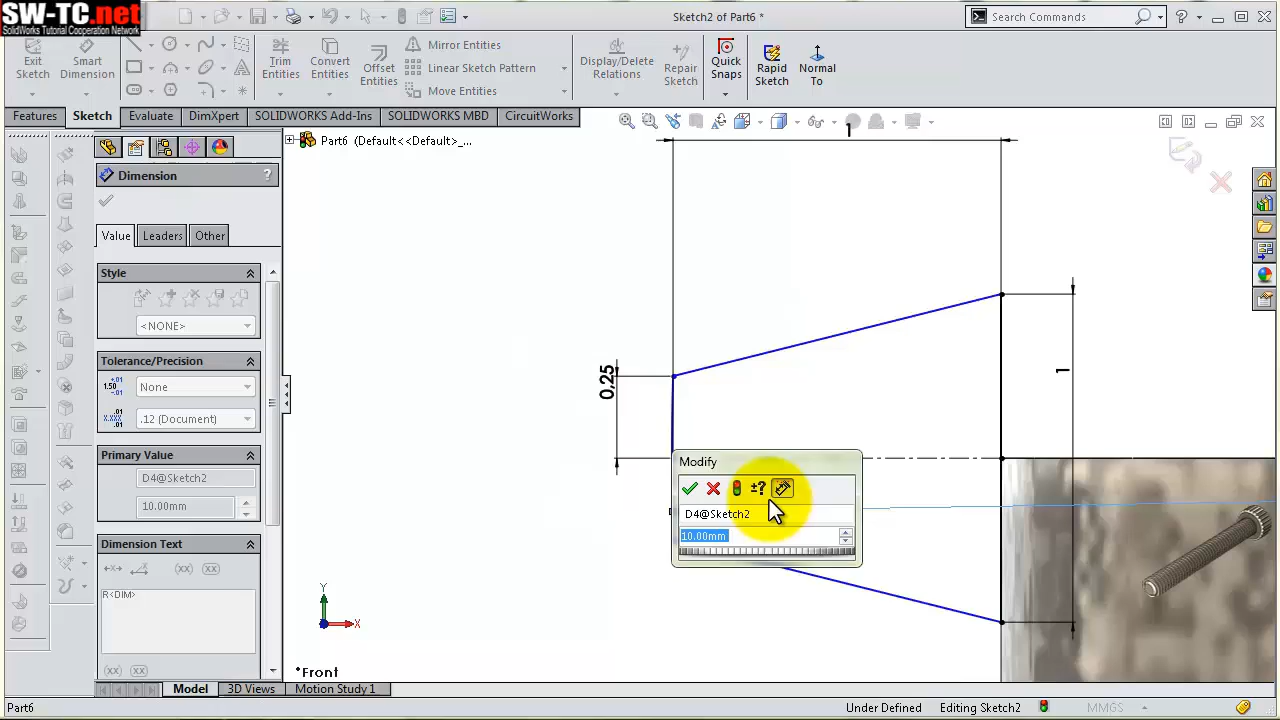 SW-TC.net
SolidWorks Tutorial Cooperation Network
Sketch of Part6
Search Commands
?
Exit Sketch
Smart Dimension
Trim Entities
Convert Entities
Offset Entities
Mirror Entities
Linear Sketch Pattern
Move Entities
Display/Delete Relations
Repair Sketch
Quick Snaps
Rapid Sketch
Normal To
Features
Sketch
Evaluate
DimXpert
SOLIDWORKS Add-Ins
SOLIDWORKS MBD
CircuitWorks
Part6 (Default<<Default>_...
Dimension
?
Value
Leaders
Other
Style
<NONE>
Tolerance/Precision
None
.12 (Document)
Primary Value
D4@Sketch2
10.00mm
Dimension Text
R<DIM>
1
0,25
1
Modify
D4@Sketch2
10.00mm
Y
X
*Front
Model
3D Views
Motion Study 1
Part6
Under Defined
Editing Sketch2
MMGS